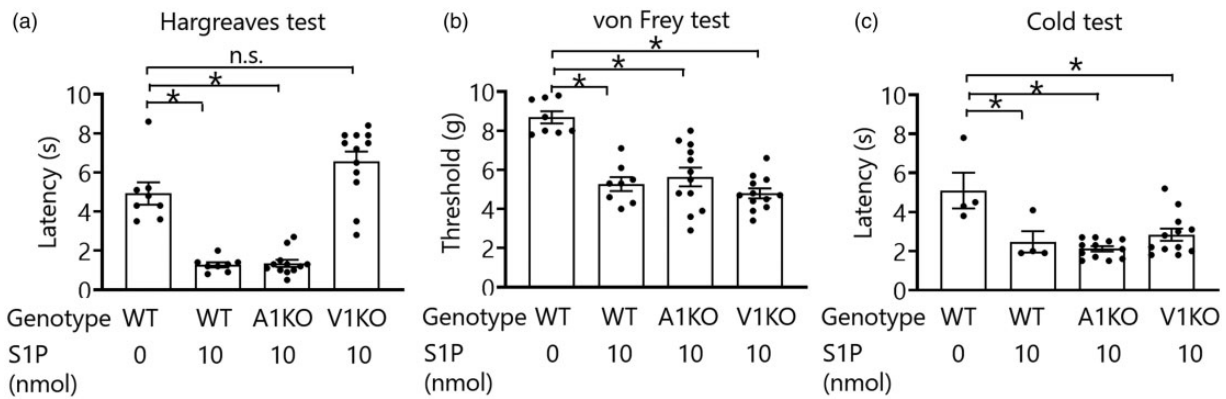 (a) Hargreaves test
n.s.
*
*
10
8
6
4
2
0
Latency (s)
Genotype WT WT A1KO V1KO
S1P 0 10 10 10
(nmol)
(b) von Frey test
*
*
*
10
8
6
4
2
0
Threshold (g)
Genotype WT WT A1KO V1KO
S1P 0 10 10 10
(nmol)
(c) Cold test
*
*
*
10
8
6
4
2
0
Latency (s)
Genotype WT WT A1KO V1KO
S1P 0 10 10 10
(nmol)